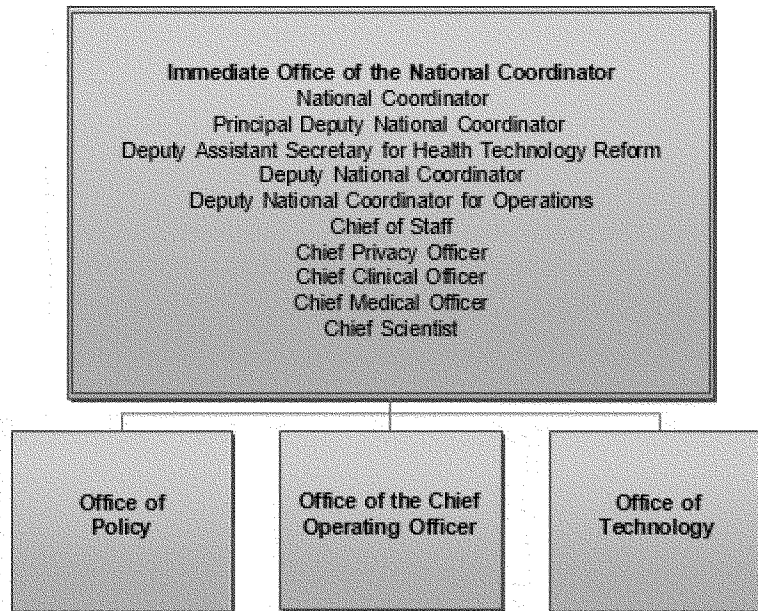 Immediate Office of the National Coordinator
National Coordinator
Principal Deputy National Coordinator
Deputy Assistant Secretary for Health Technology Reform
Deputy National Coordinator
Deputy National Coordinator for Operations
Chief of Staff
Chief Privacy Officer
Chief Clinical Officer
Chief Medical Officer
Chief Scientist
Office of
Policy
Office of the Chief
Operating Officer
Office of
Technology